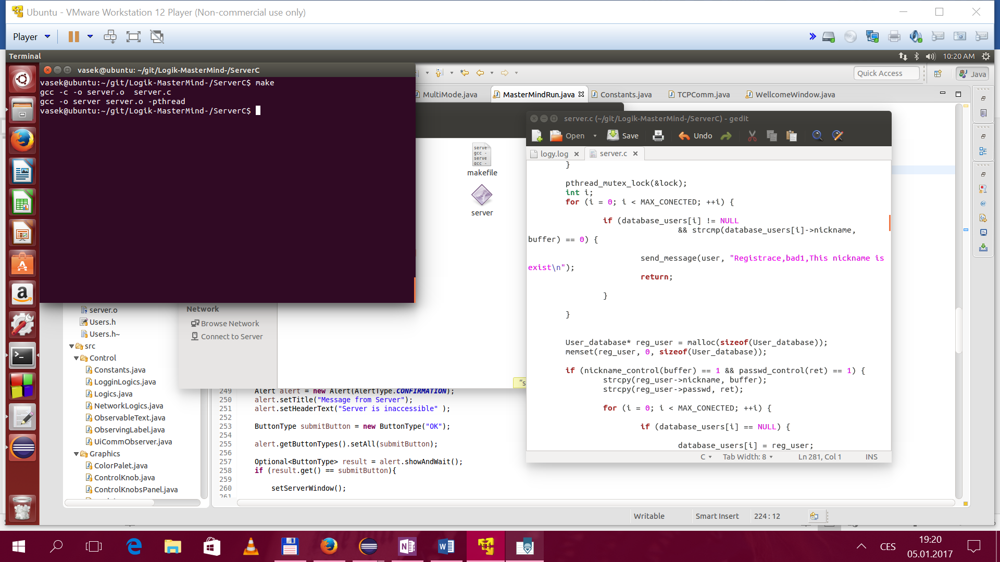 Ubuntu - VMware Workstation 12 Player (Non-commercial use only)
Player
Terminal
10:20 AM
vasek@ubuntu: ~/git/Logik-MasterMind-/ServerC
vasek@ubuntu:~/git/Logik-MasterMind-/ServerC$ make
gcc -c -o server.o  server.c
gcc -o server server.o -pthread
vasek@ubuntu:~/git/Logik-MasterMind-/ServerC$
Quick Access
Java
MultiMode.java
MasterMindRun.java
Constants.java
TCPComm.java
WellcomeWindow.java
serve
gcc -
serve
gcc -
makefile
server
server.c (~/git/Logik-MasterMind-/ServerC) - gedit
Open
Save
Undo
logy.log
server.c
}
pthread_mutex_lock(&lock);
int i;
for (i = 0; i < MAX_CONECTED; ++i) {
if (database_users[i] != NULL
&& strcmp(database_users[i]->nickname,
buffer) == 0) {
send_message(user, "Registrace,bad1,This nickname is
exist\n");
return;
}
}
User_database* reg_user = malloc(sizeof(User_database));
memset(reg_user, 0, sizeof(User_database));
if (nickname_control(buffer) == 1 && passwd_control(ret) == 1) {
strcpy(reg_user->nickname, buffer);
strcpy(reg_user->passwd, ret);
for (i = 0; i < MAX_CONECTED; ++i) {
if (database_users[i] == NULL) {
database_users[i] = reg_user;
C
Tab Width: 8
Ln 281, Col 1
INS
Network
Browse Network
Connect to Server
"s
server.o
Users.h
Users.h~
src
Control
Constants.java
LogginLogics.java
Logics.java
NetworkLogics.java
ObservableText.java
ObservingLabel.java
UiCommObserver.java
Graphics
ColorPalet.java
ControlKnob.java
ControlKnobsPanel.java
249 Alert alert = new Alert(AlertType.CONFIRMATION);
250 alert.setTitle("Message from Server");
251 alert.setHeaderText("Server is inaccessible" );
252
253 ButtonType submitButton = new ButtonType("OK");
254
255 alert.getButtonTypes().setAll(submitButton);
256
257 Optional<ButtonType> result = alert.showAndWait();
258 if (result.get() == submitButton){
259
260 setServerWindow();
261
Writable
Smart Insert
224 : 12
CES
19:20
05.01.2017